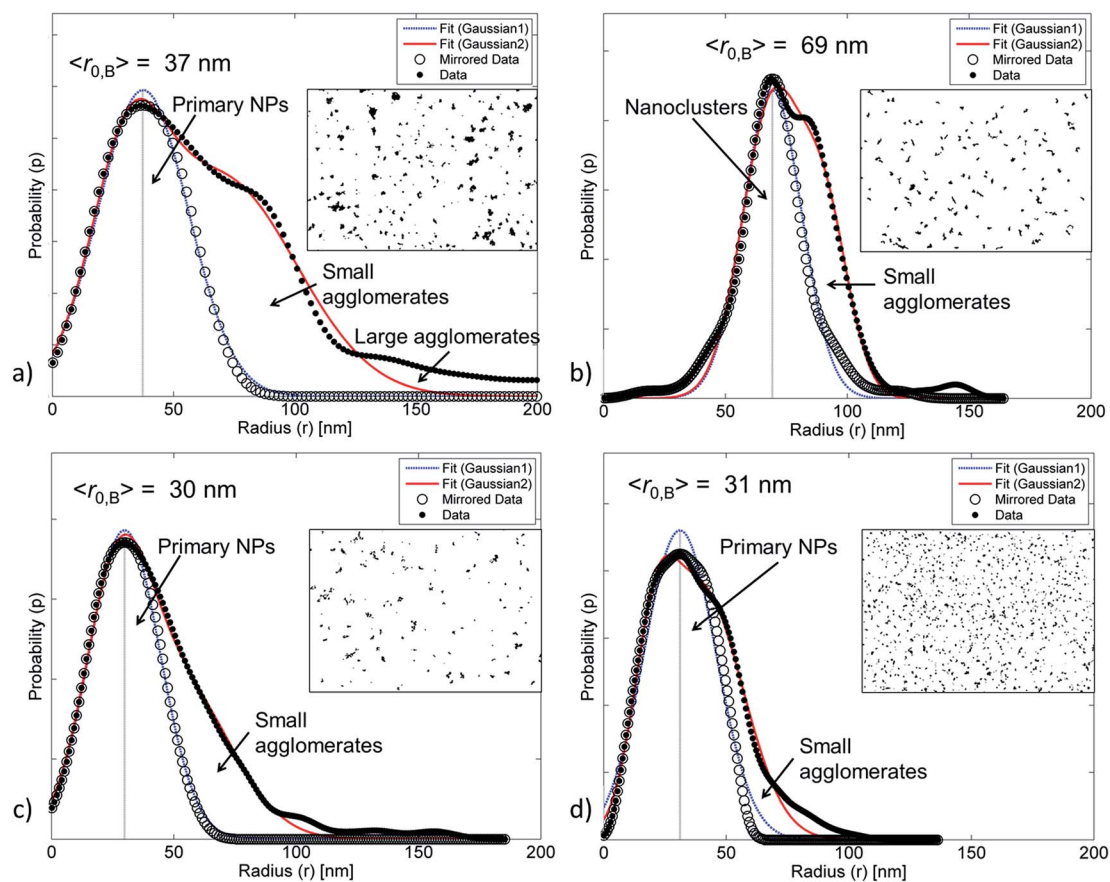 a)
Probability (p)
<r0,B> = 37 nm
Fit (Gaussian1)
Fit (Gaussian2)
Mirrored Data
Data
Primary NPs
Small
agglomerates
Large agglomerates
0 50 100 150 200
Radius (r) [nm]
b)
Probability (p)
<r0,B> = 69 nm
Fit (Gaussian1)
Fit (Gaussian2)
Mirrored Data
Data
Nanoclusters
Small
agglomerates
0 50 100 150 200
Radius (r) [nm]
c)
Probability (p)
<r0,B> = 30 nm
Fit (Gaussian1)
Fit (Gaussian2)
Mirrored Data
Data
Primary NPs
Small
agglomerates
0 50 100 150 200
Radius (r) [nm]
d)
Probability (p)
<r0,B> = 31 nm
Fit (Gaussian1)
Fit (Gaussian2)
Mirrored Data
Data
Primary NPs
Small
agglomerates
0 50 100 150 200
Radius (r) [nm]